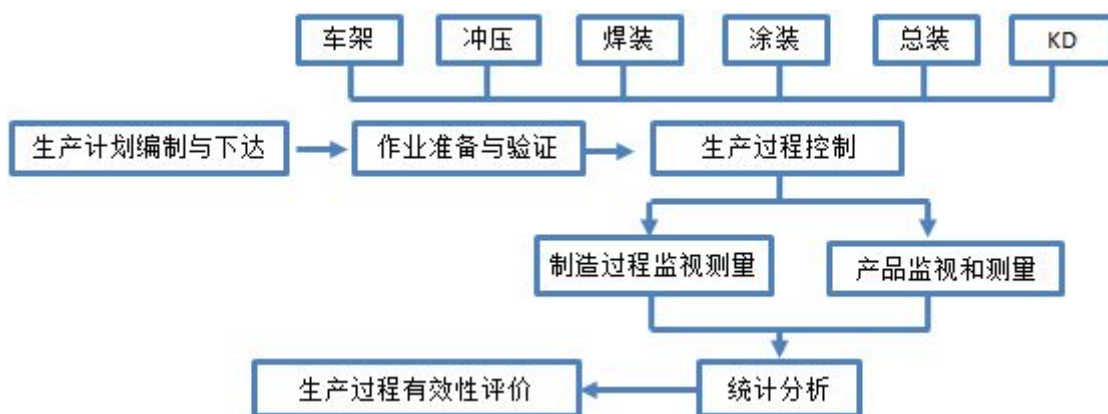 车架
冲压
焊装
涂装
总装
KD
生产计划编制与下达
作业准备与验证
生产过程控制
制造过程监视测量
产品监视和测量
生产过程有效性评价
统计分析